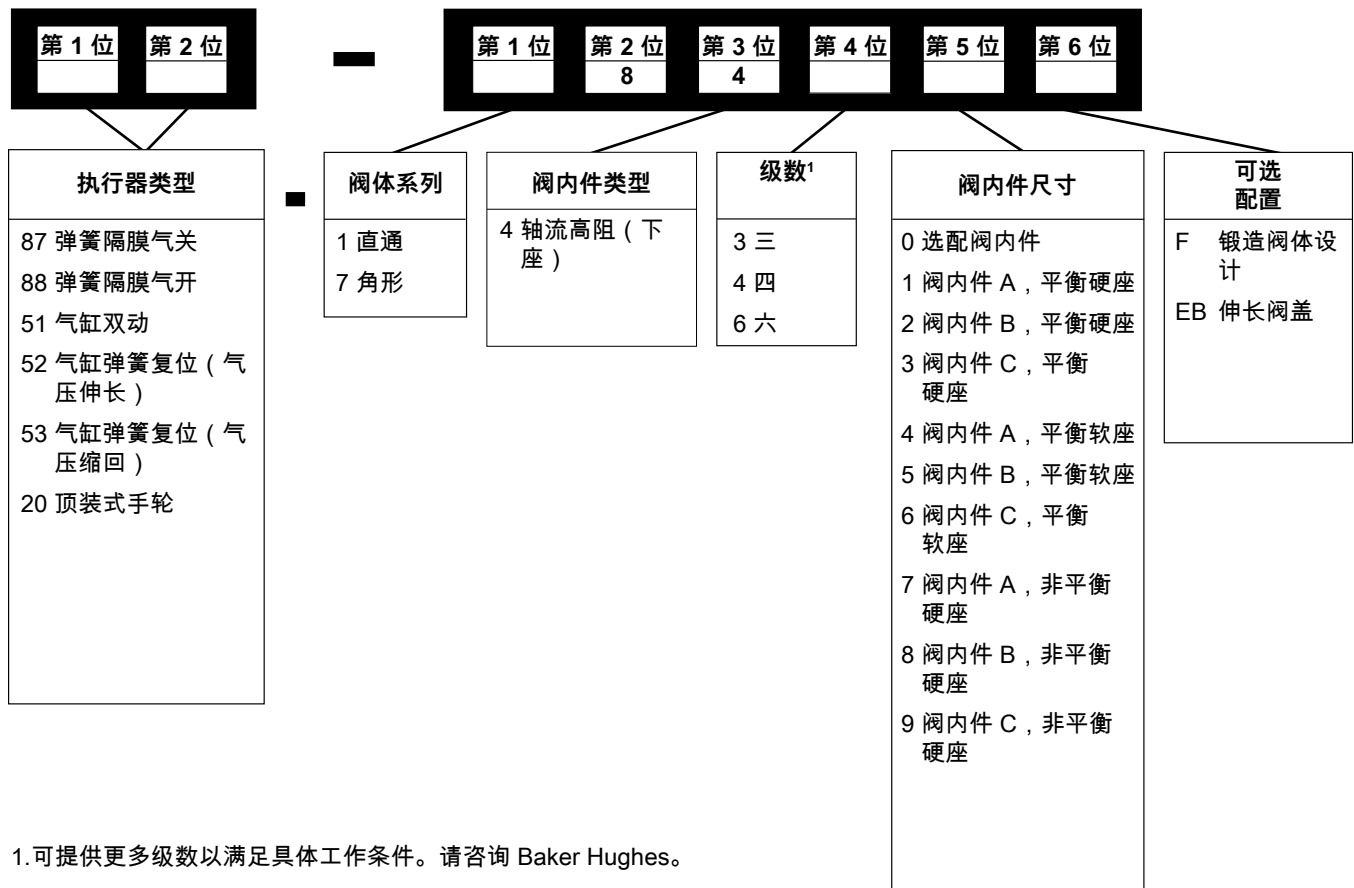 第 1 位
第 2 位
第 1 位
第 2 位
8
第 3 位
4
第 4 位
第 5 位
第 6 位
执行器类型
87 弹簧隔膜气关
88 弹簧隔膜气开
51 气缸双动
52 气缸弹簧复位（气
压伸长）
53 气缸弹簧复位（气
压缩回）
20 顶装式手轮
阀体系列
1 直通
7 角形
阀内件类型
4 轴流高阻（下
座）
级数¹
3 三
4 四
6 六
阀内件尺寸
0 选配阀内件
1 阀内件 A，平衡硬座
2 阀内件 B，平衡硬座
3 阀内件 C，平衡
硬座
4 阀内件 A，平衡软座
5 阀内件 B，平衡软座
6 阀内件 C，平衡
软座
7 阀内件 A，非平衡
硬座
8 阀内件 B，非平衡
硬座
9 阀内件 C，非平衡
硬座
可选
配置
F 锻造阀体设
计
EB 伸长阀盖
1.可提供更多级数以满足具体工作条件。请咨询 Baker Hughes。